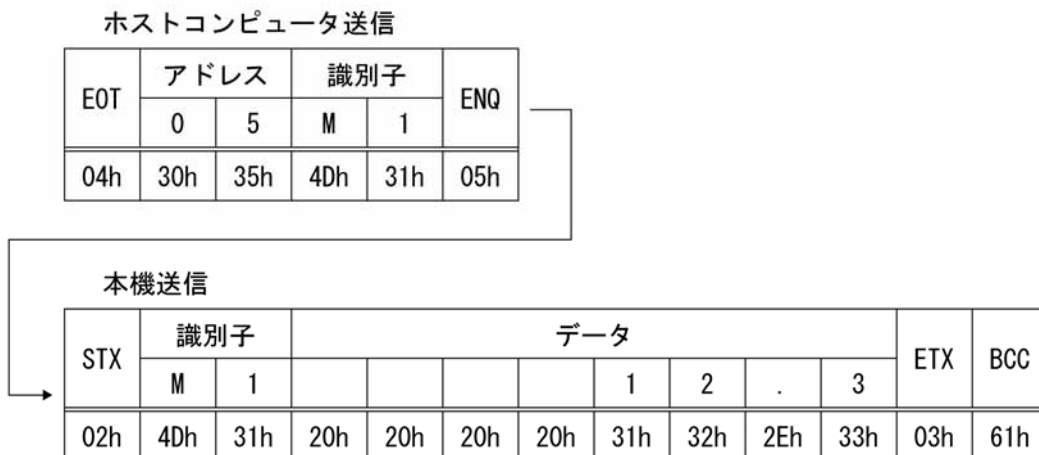 ホストコンピュータ送信
EOT アドレス 識別子 ENQ
0 5 M 1
04h 30h 35h 4Dh 31h 05h
本機送信
STX 識別子 データ ETX BCC
M 1 1 2 . 3
02h 4Dh 31h 20h 20h 20h 20h 31h 32h 2Eh 33h 03h 61h